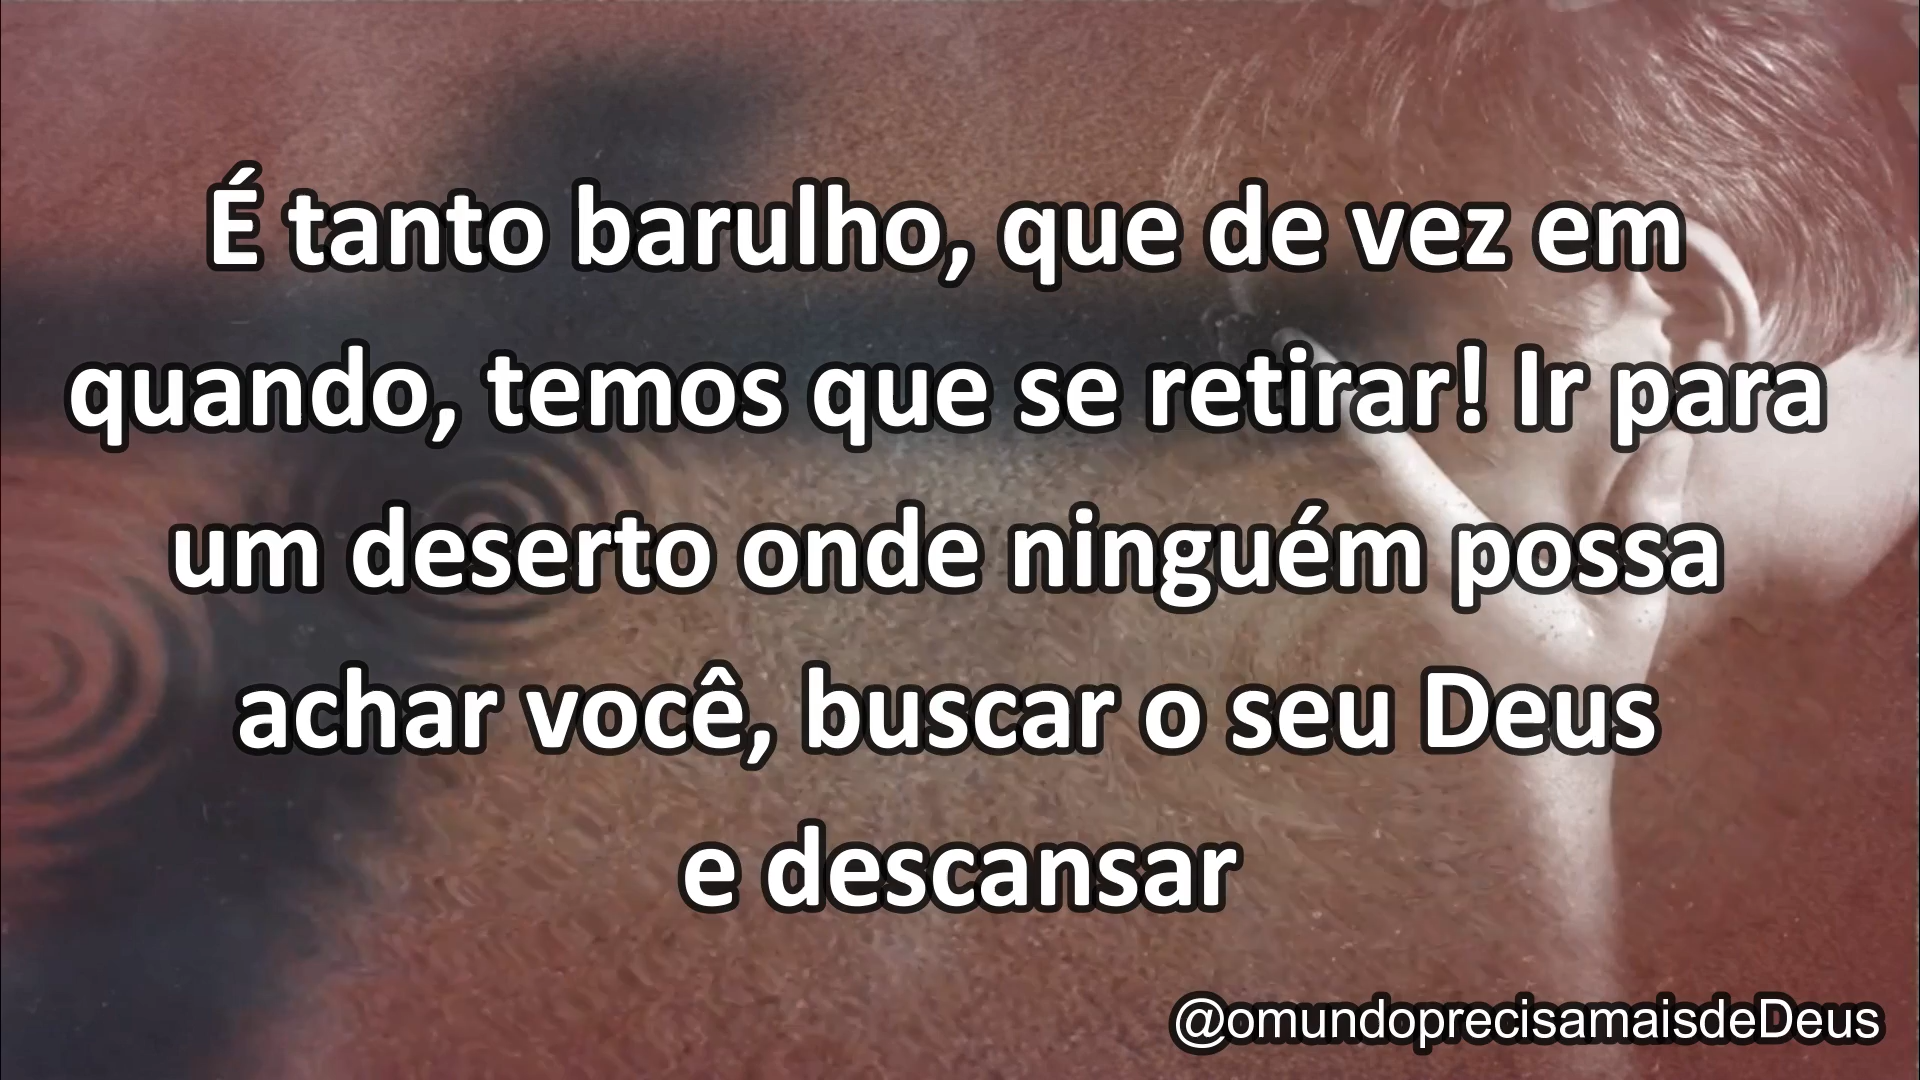 É tanto barulho, que de vez em
quando, temos que se retirar! Ir para
um deserto onde ninguém possa
achar você, buscar o seu Deus
e descansar
@omundoprecisamaisdeDeus